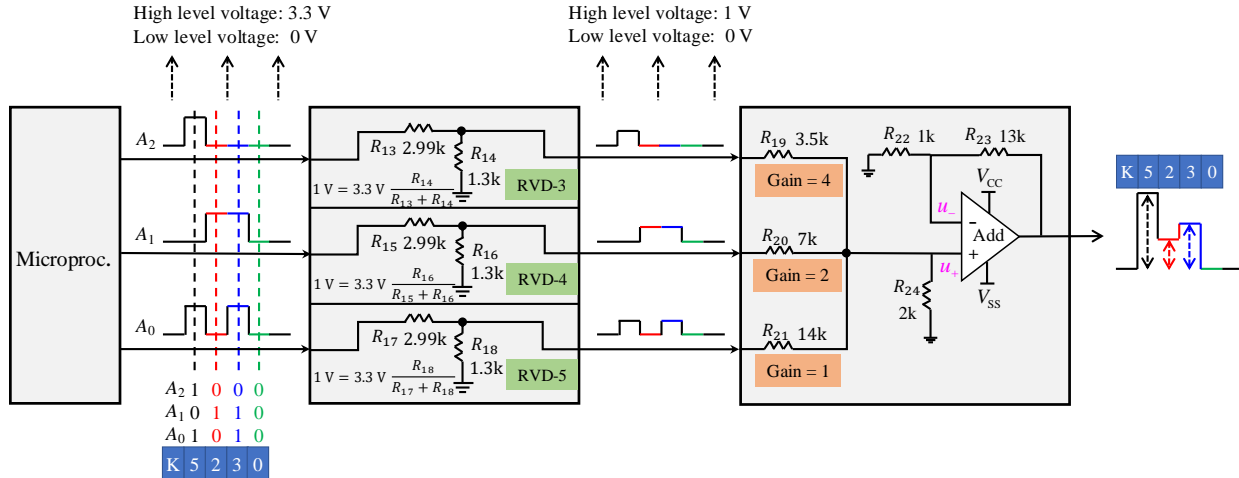 High level voltage: 3.3 V
Low level voltage: 0 V
High level voltage: 1 V
Low level voltage: 0 V
Microproc.
A2
A1
A0
A2 1 0 0 0
A1 0 1 1 0
A0 1 0 1 0
K 5 2 3 0
R13 2.99k
R14
1.3k
1 V = 3.3 V R14 / R13 + R14
RVD-3
R15 2.99k
R16
1.3k
1 V = 3.3 V R16 / R15 + R16
RVD-4
R17 2.99k
R18
1.3k
1 V = 3.3 V R18 / R17 + R18
RVD-5
R19 3.5k
Gain = 4
R20 7k
Gain = 2
R21 14k
Gain = 1
R22 1k
R23 13k
VCC
u−
−
Add
+
u+
VSS
R24
2k
K 5 2 3 0